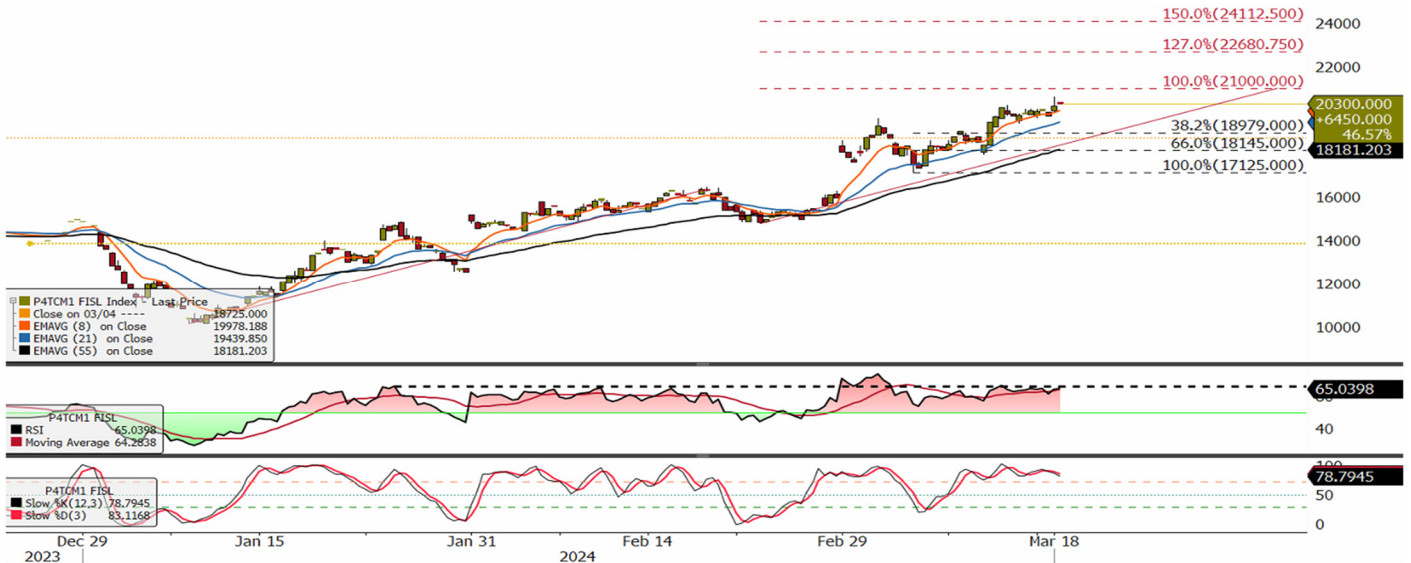 150.0%(24112.500)
24000
127.0%(22680.750)
22000
100.0%(21000.000)
20300.000
+6450.000
46.57%
38.2%(18979.000)
66.0%(18145.000)
18181.203
100.0%(17125.000)
16000
14000
12000
10000
P4TCM1 FISL Index - Last Price
Close on 03/04 ---- 18725.000
EMAVG (8) on Close 19978.188
EMAVG (21) on Close 19439.850
EMAVG (55) on Close 18181.203
65.0398
40
P4TCM1 FISL
RSI 65.0398
Moving Average 64.2838
100
78.7945
50
0
P4TCM1 FISL
Slow %K(12,3) 78.7945
Slow %D(3) 83.1168
Dec 29 Jan 15 Jan 31 Feb 14 Feb 29 Mar 18
2023 2024